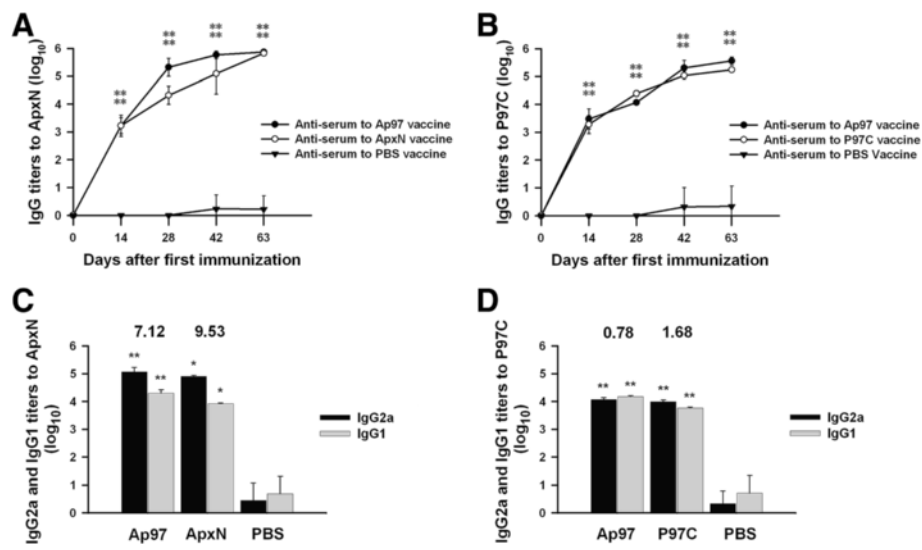 A
IgG titers to ApxN (log10)
6
5
4
3
2
1
0
** ** ** ** **
** ** ** **
Anti-serum to Ap97 vaccine
Anti-serum to ApxN vaccine
Anti-serum to PBS vaccine
0 14 28 42 63
Days after first immunization
B
IgG titers to P97C (log10)
6
5
4
3
2
1
0
** ** ** **
** ** ** **
Anti-serum to Ap97 vaccine
Anti-serum to P97C vaccine
Anti-serum to PBS Vaccine
0 14 28 42 63
Days after first immunization
C
IgG2a and IgG1 titers to ApxN
(log10)
7.12 9.53
6
5
4
3
2
1
0
** ** * *
IgG2a
IgG1
Ap97 ApxN PBS
D
IgG2a and IgG1 titers to P97C
(log10)
0.78 1.68
6
5
4
3
2
1
0
** ** ** **
IgG2a
IgG1
Ap97 P97C PBS